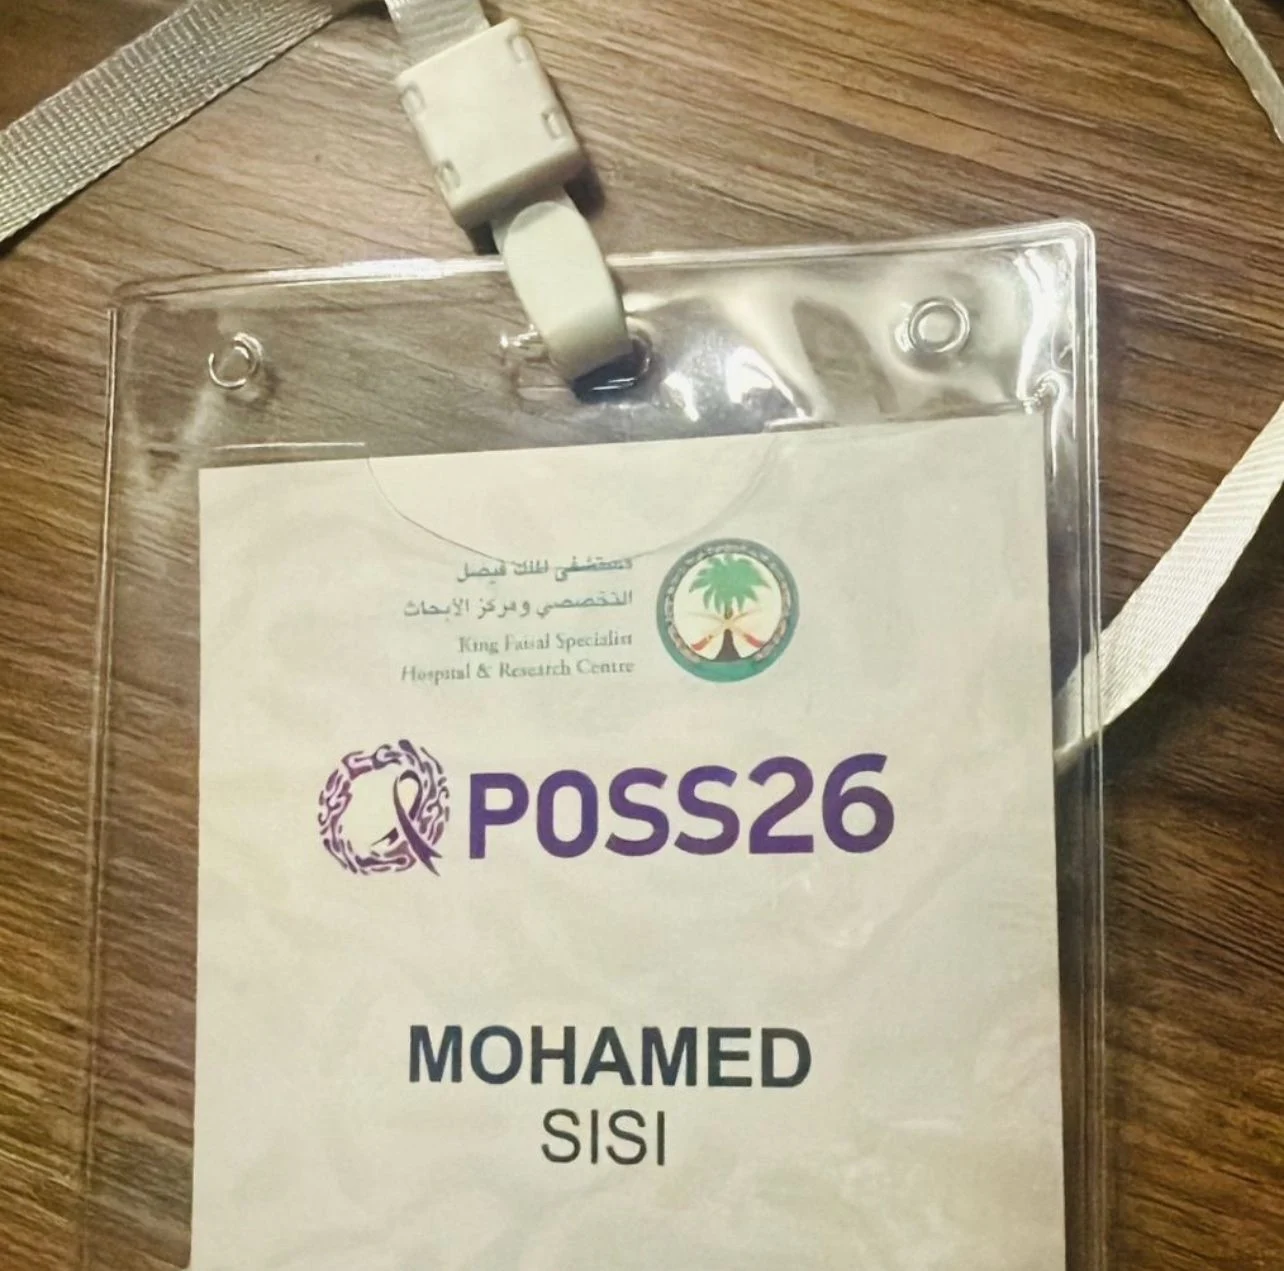 مستشفى الملك فيصل
التخصصي ومركز الأبحاث
King Faisal Specialist
Hospital & Research Centre
POSS26
MOHAMED
SISI